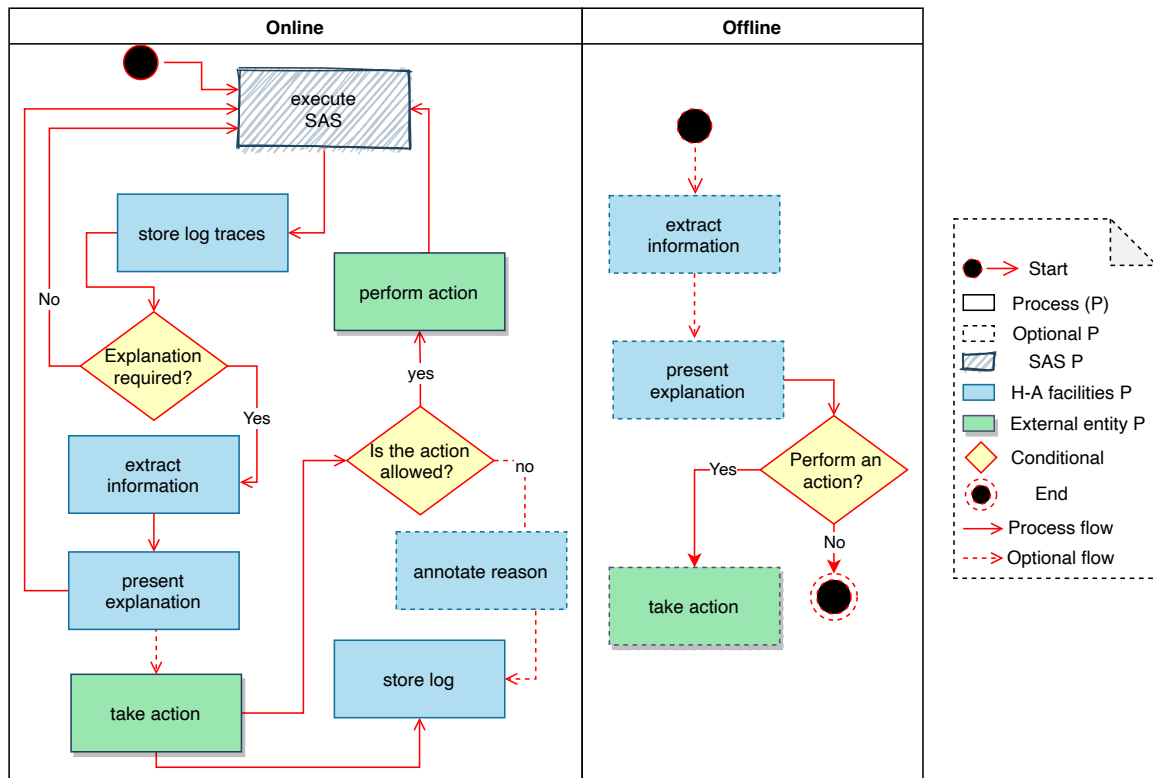 Online
Offline
execute
SAS
store log traces
No
Explanation
required?
Yes
extract
information
present
explanation
take action
perform action
yes
Is the action
allowed?
no
annotate reason
store log
extract
information
present
explanation
Perform an
action?
Yes
No
take action
Start
Process (P)
Optional P
SAS P
H-A facilities P
External entity P
Conditional
End
Process flow
Optional flow